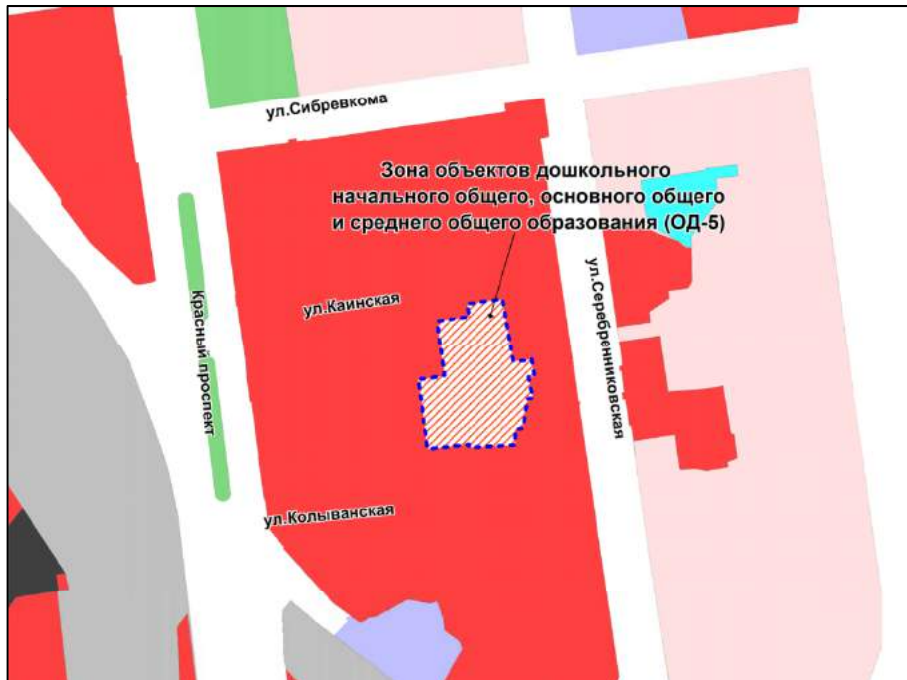 ул.Сибревкома
Зона объектов дошкольного
начального общего, основного общего
и среднего общего образования (ОД-5)
ул.Каинская
Красный проспект
ул.Серебренниковская
ул.Колыванская